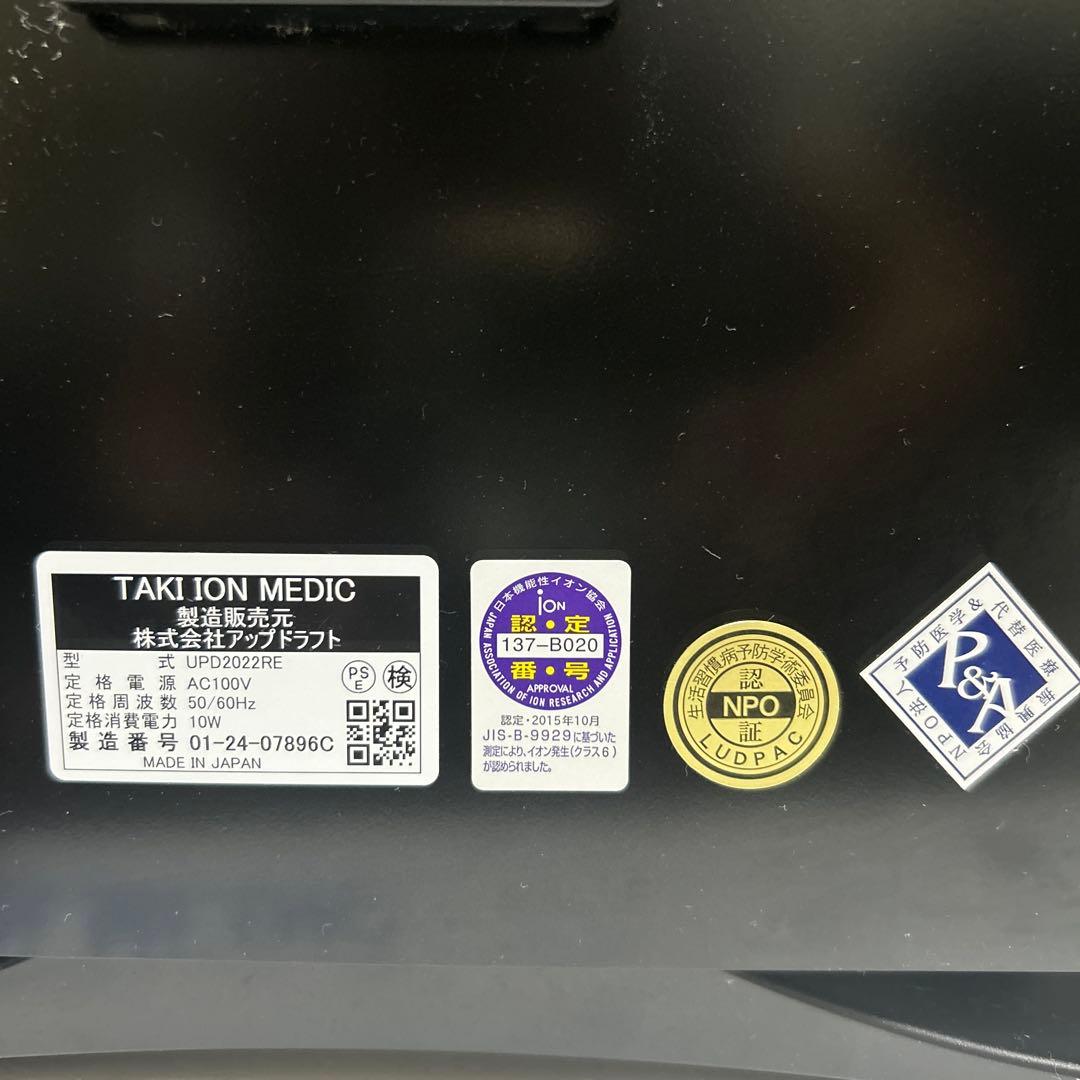 TAKI ION MEDIC
製造販売元
株式会社アップドラフト
型 式 UPD2022RE
定格電源 AC100V
定格周波数 50/60Hz
定格消費電力 10W
製造番号 01-24-07896C
MADE IN JAPAN
PS
E
検
日本機能性イオン協会
iON
認・定
137-B020
番・号
APPROVAL
JAPAN ASSOCIATION OF ION RESEARCH AND APPLICATION
認定・2015年10月
JIS-B-9929に基づいた
測定により、イオン発生(クラス6)
が認められました。
生活習慣病予防学術委員会
認
NPO
証
LUDPAC
NPO法人予防医学&代替医療振興協会
P&A